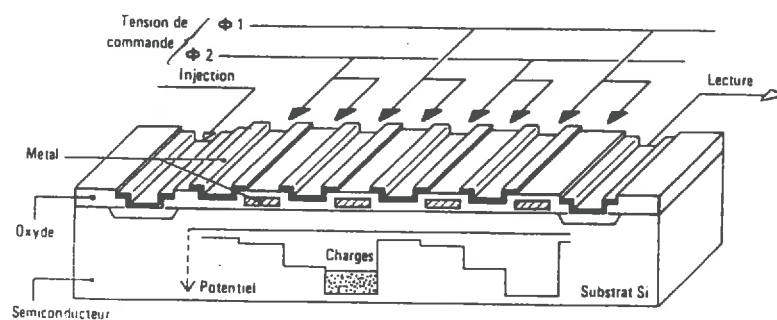 Tension de
commande
Φ 1
Φ 2
Injection
Lecture
Metal
Oxyde
Charges
Potentiel
Substrat Si
Semiconducteur